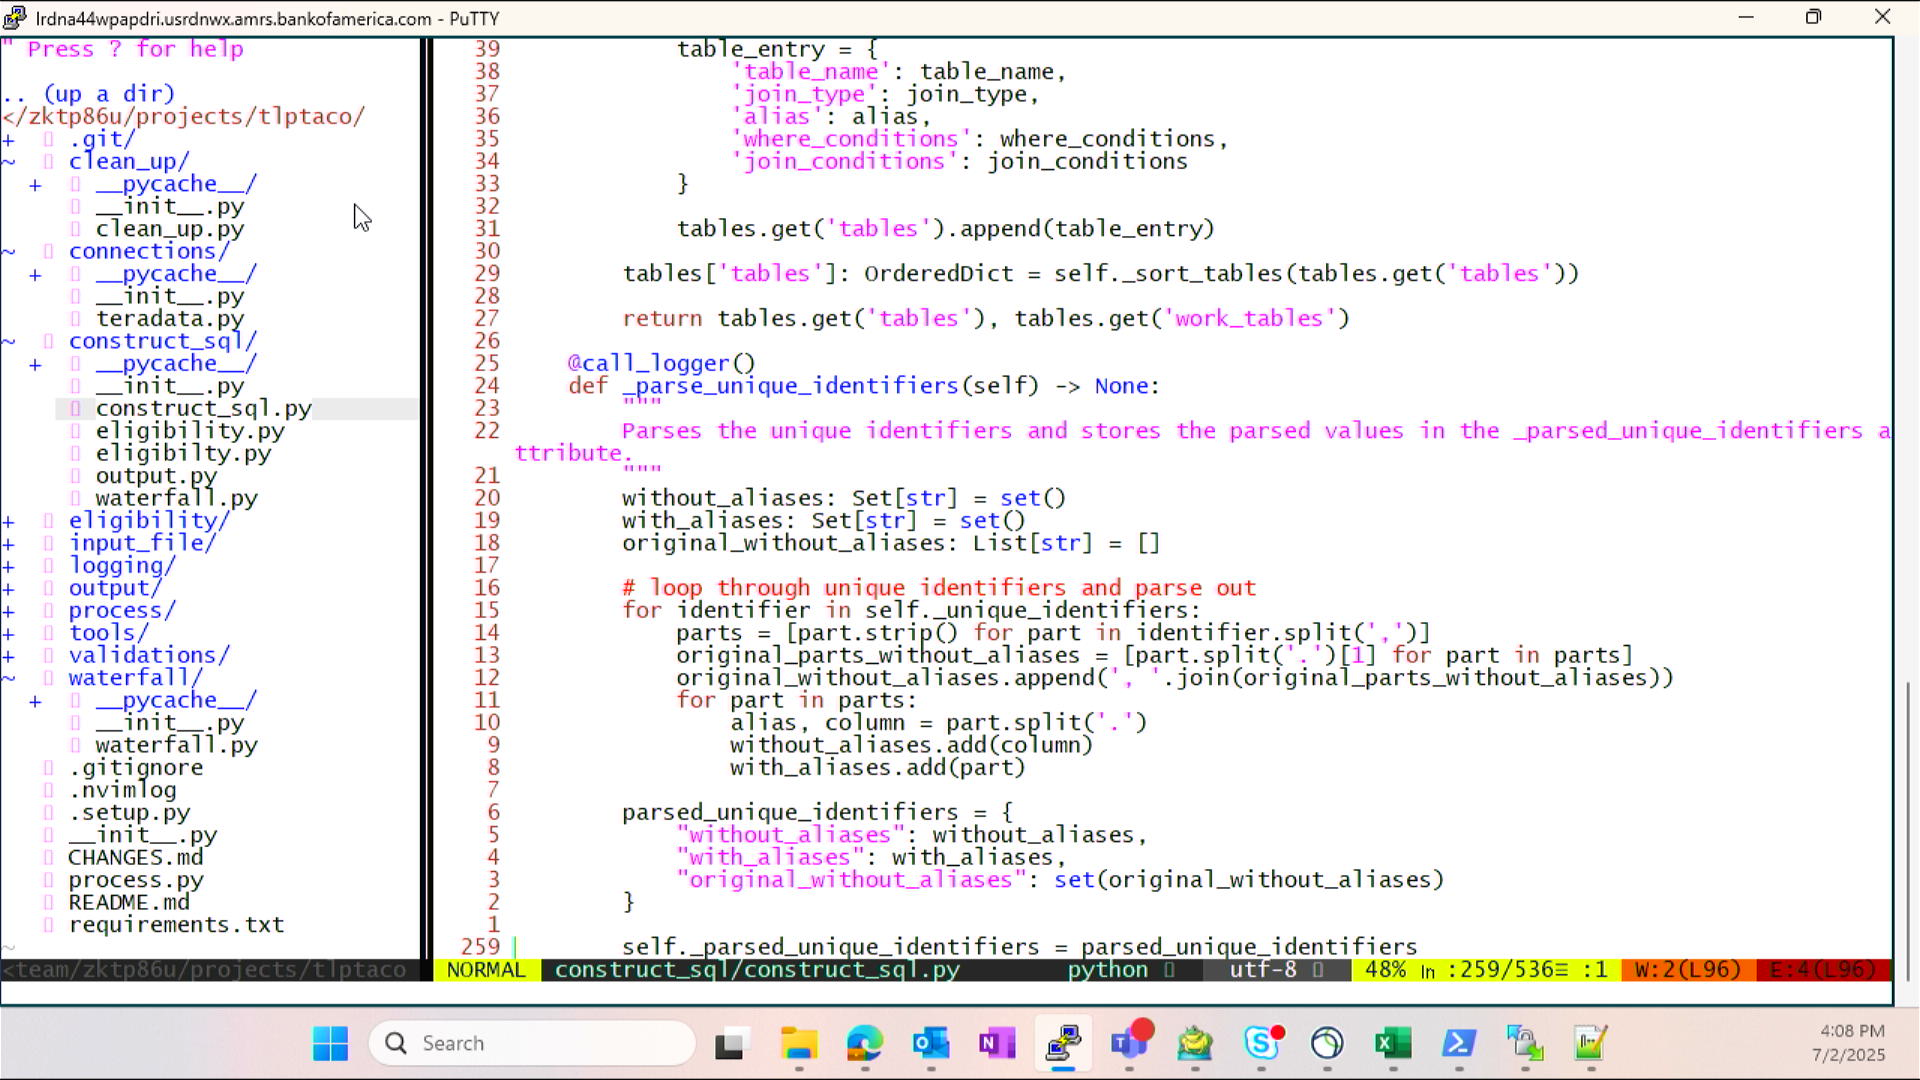 lrdna44wpapdri.usrdnwx.amrs.bankofamerica.com - PuTTY
" Press ? for help
.. (up a dir)
</zktp86u/projects/tlptaco/
+ .git/
~ clean_up/
+ __pycache__/
__init__.py
clean_up.py
~ connections/
+ __pycache__/
__init__.py
teradata.py
~ construct_sql/
+ __pycache__/
__init__.py
construct_sql.py
eligibility.py
eligibilty.py
output.py
waterfall.py
+ eligibility/
+ input_file/
+ logging/
+ output/
+ process/
+ tools/
+ validations/
~ waterfall/
+ __pycache__/
__init__.py
waterfall.py
.gitignore
.nvimlog
.setup.py
__init__.py
CHANGES.md
process.py
README.md
requirements.txt
~
<team/zktp86u/projects/tlptaco
39 table_entry = {
38 'table_name': table_name,
37 'join_type': join_type,
36 'alias': alias,
35 'where_conditions': where_conditions,
34 'join_conditions': join_conditions
33 }
32
31 tables.get('tables').append(table_entry)
30
29 tables['tables']: OrderedDict = self._sort_tables(tables.get('tables'))
28
27 return tables.get('tables'), tables.get('work_tables')
26
25 @call_logger()
24 def _parse_unique_identifiers(self) -> None:
23 """
22 Parses the unique identifiers and stores the parsed values in the _parsed_unique_identifiers a
ttribute.
21 """
20 without_aliases: Set[str] = set()
19 with_aliases: Set[str] = set()
18 original_without_aliases: List[str] = []
17
16 # loop through unique identifiers and parse out
15 for identifier in self._unique_identifiers:
14 parts = [part.strip() for part in identifier.split(',')]
13 original_parts_without_aliases = [part.split('.')[1] for part in parts]
12 original_without_aliases.append(', '.join(original_parts_without_aliases))
11 for part in parts:
10 alias, column = part.split('.')
9 without_aliases.add(column)
8 with_aliases.add(part)
7
6 parsed_unique_identifiers = {
5 "without_aliases": without_aliases,
4 "with_aliases": with_aliases,
3 "original_without_aliases": set(original_without_aliases)
2 }
1
259 self._parsed_unique_identifiers = parsed_unique_identifiers
NORMAL construct_sql/construct_sql.py python utf-8 48% ln :259/536≡ :1 W:2(L96) E:4(L96)
Search
4:08 PM
7/2/2025